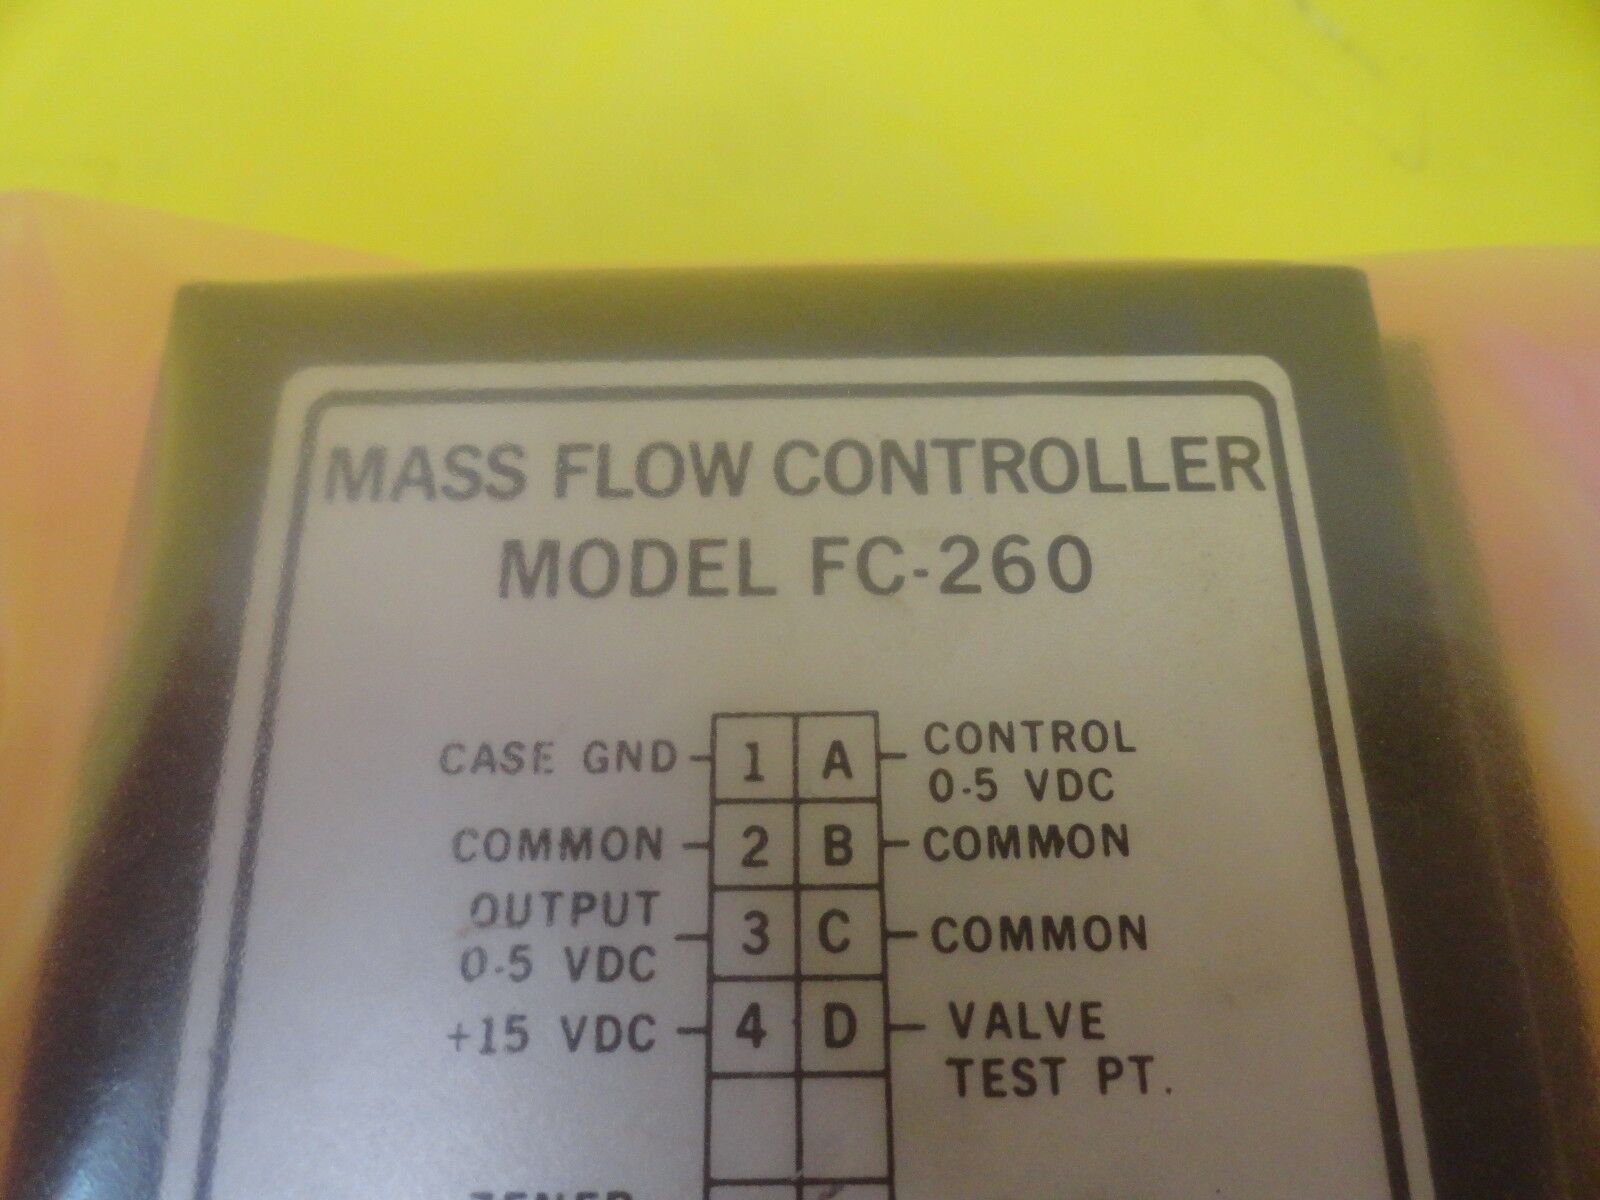 MASS FLOW CONTROLLER
MODEL FC-260
CASE GND 1 A CONTROL
0-5 VDC
COMMON 2 B COMMON
OUTPUT
0-5 VDC 3 C COMMON
+15 VDC 4 D VALVE
TEST PT.
ZENER